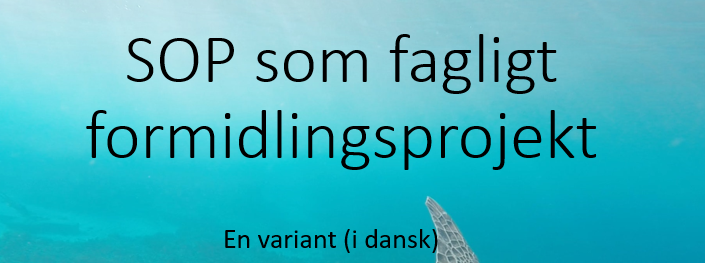 SOP som fagligt
formidlingsprojekt
En variant (i dansk)